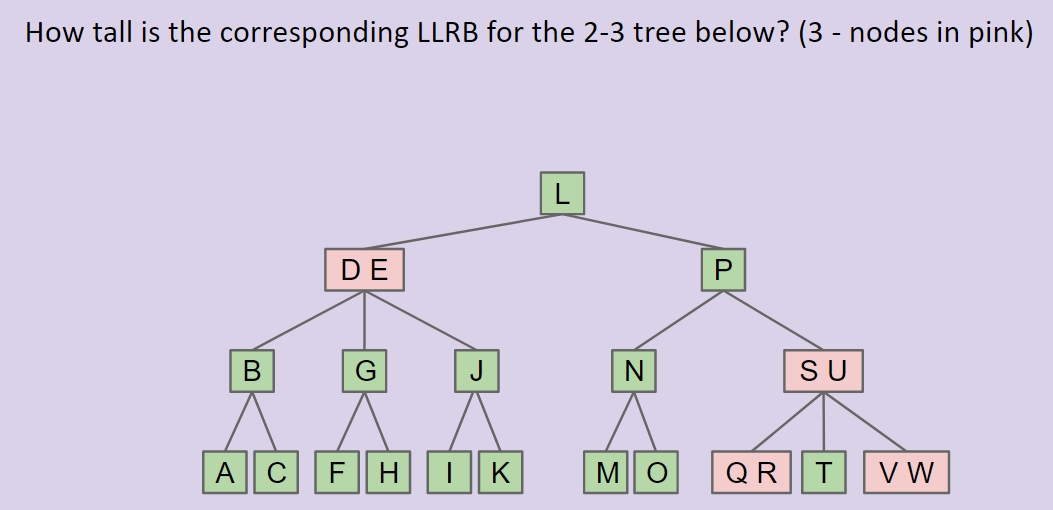 How tall is the corresponding LLRB for the 2-3 tree below? (3 - nodes in pink)
L
D E P
B G J N S U
A C F H I K M O Q R T V W